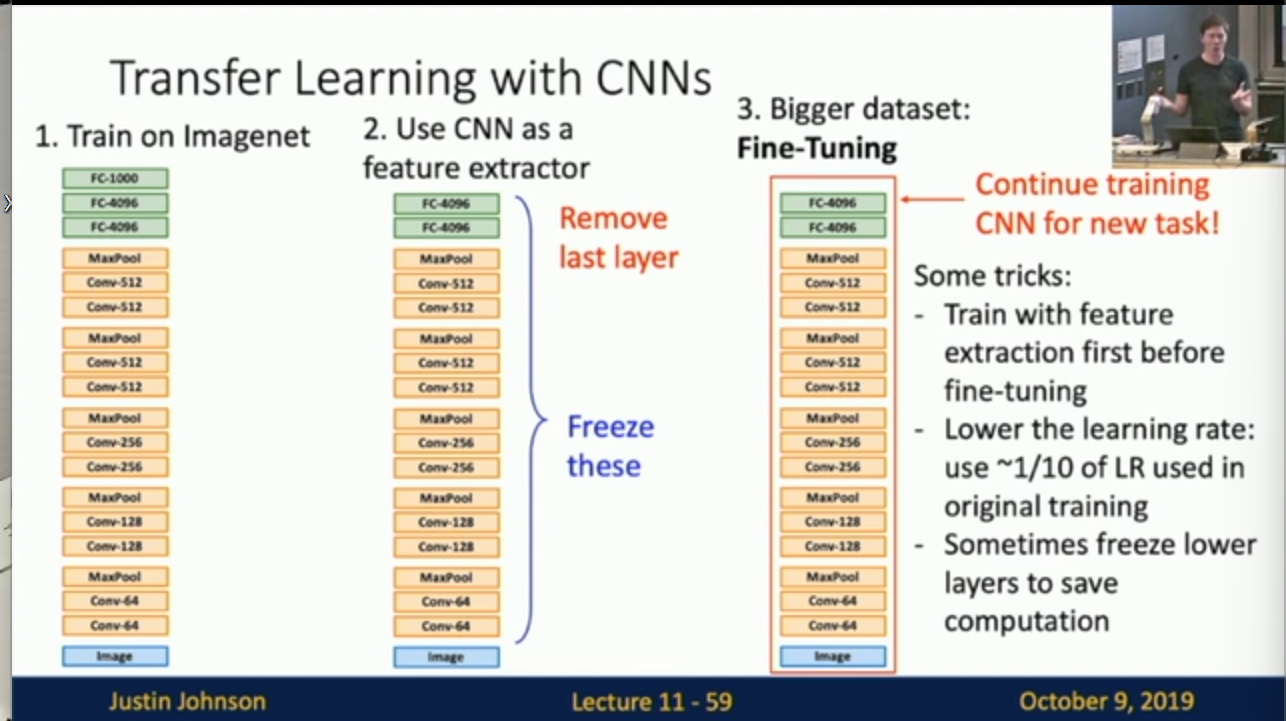 Transfer Learning with CNNs
1. Train on Imagenet
FC-1000
FC-4096
FC-4096
MaxPool
Conv-512
Conv-512
MaxPool
Conv-512
Conv-512
MaxPool
Conv-256
Conv-256
MaxPool
Conv-128
Conv-128
MaxPool
Conv-64
Conv-64
Image
2. Use CNN as a
feature extractor
FC-4096
FC-4096
MaxPool
Conv-512
Conv-512
MaxPool
Conv-512
Conv-512
MaxPool
Conv-256
Conv-256
MaxPool
Conv-128
Conv-128
MaxPool
Conv-64
Conv-64
Image
Remove
last layer
Freeze
these
3. Bigger dataset:
Fine-Tuning
FC-4096
FC-4096
MaxPool
Conv-512
Conv-512
MaxPool
Conv-512
Conv-512
MaxPool
Conv-256
Conv-256
MaxPool
Conv-128
Conv-128
MaxPool
Conv-64
Conv-64
Image
Continue training
CNN for new task!
Some tricks:
- Train with feature
extraction first before
fine-tuning
- Lower the learning rate:
use ~1/10 of LR used in
original training
- Sometimes freeze lower
layers to save
computation
Justin Johnson
Lecture 11 - 59
October 9, 2019